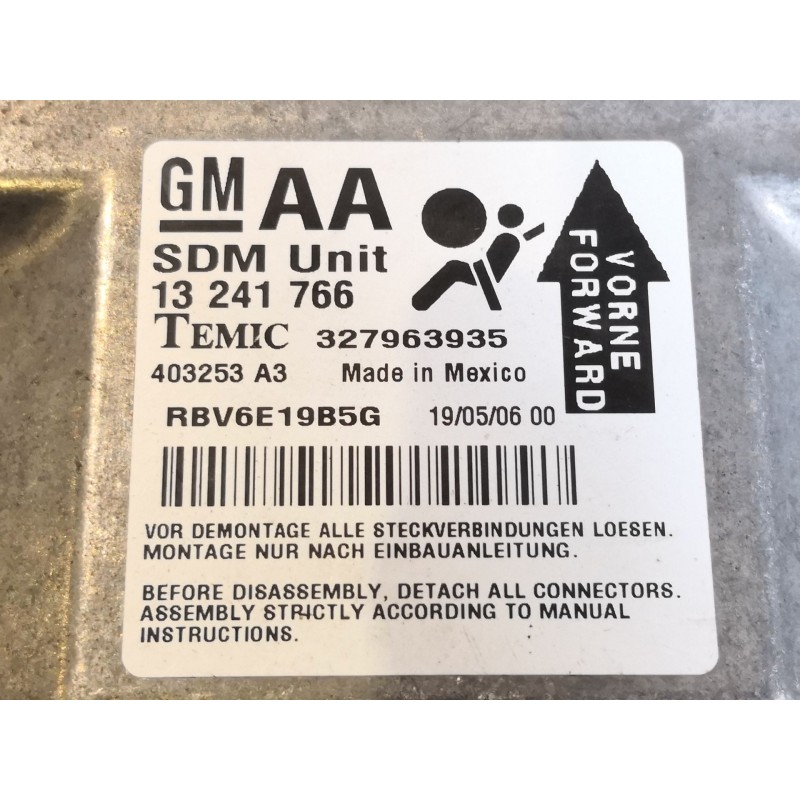 GM AA
SDM Unit
13 241 766
TEMIC 327963935
403253 A3 Made in Mexico
RBV6E19B5G 19/05/06 00
VORNE
FORWARD
VOR DEMONTAGE ALLE STECKVERBINDUNGEN LOESEN.
MONTAGE NUR NACH EINBAUANLEITUNG.
BEFORE DISASSEMBLY, DETACH ALL CONNECTORS.
ASSEMBLY STRICTLY ACCORDING TO MANUAL
INSTRUCTIONS.